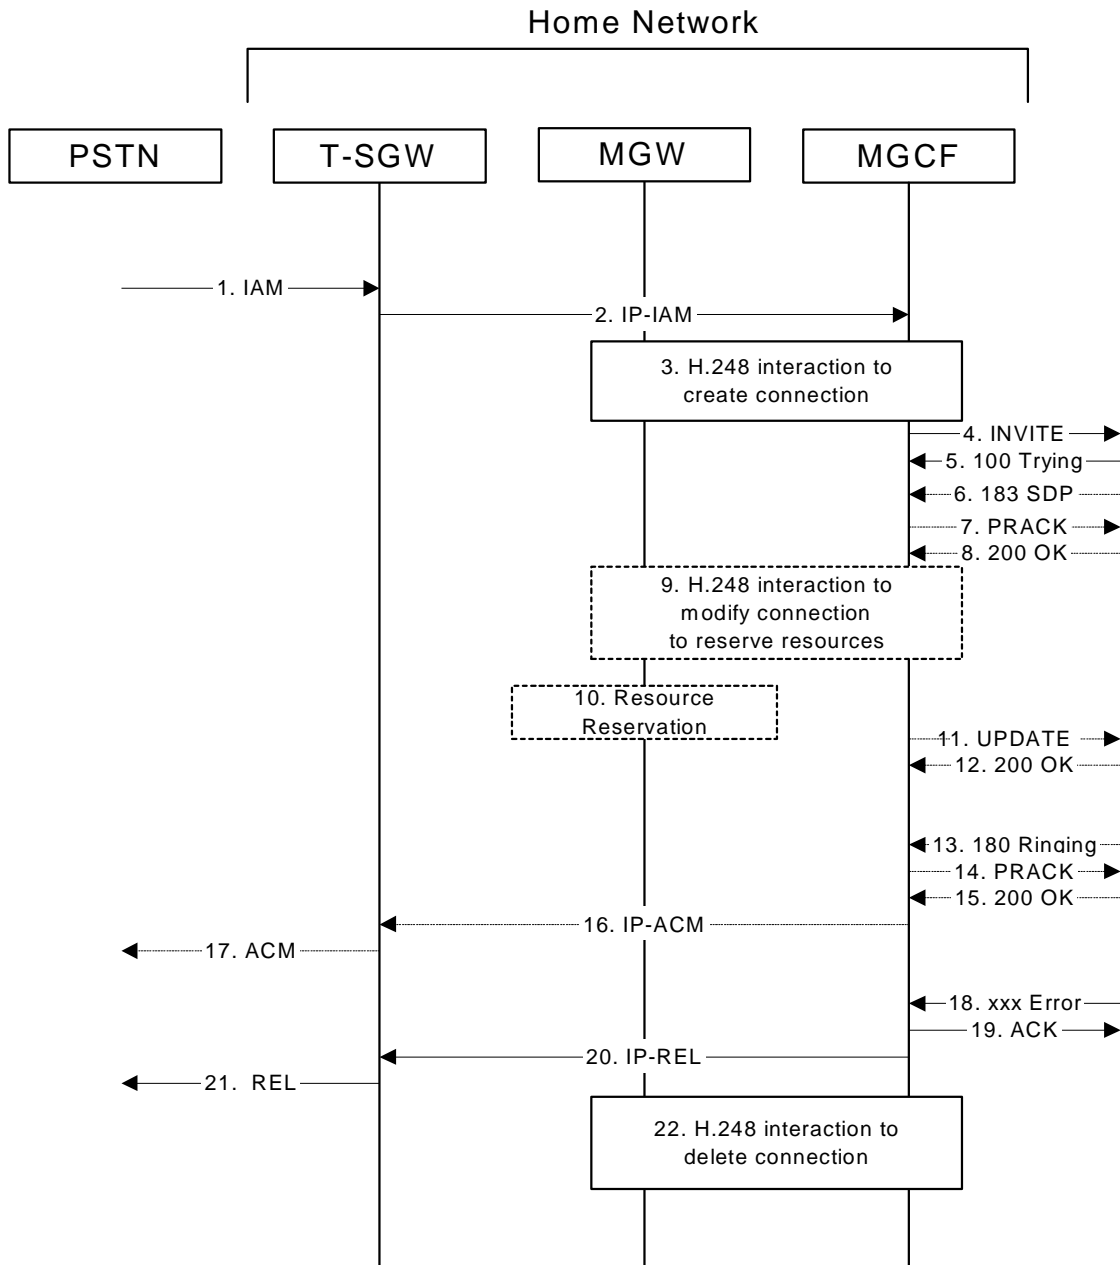 Home Network
PSTN
T-SGW
MGW
MGCF
1. IAM
2. IP-IAM
3. H.248 interaction to
create connection
4. INVITE
5. 100 Trying
6. 183 SDP
7. PRACK
8. 200 OK
9. H.248 interaction to
modify connection
to reserve resources
10. Resource
Reservation
11. UPDATE
12. 200 OK
13. 180 Ringing
14. PRACK
15. 200 OK
16. IP-ACM
17. ACM
18. xxx Error
19. ACK
20. IP-REL
21. REL
22. H.248 interaction to
delete connection